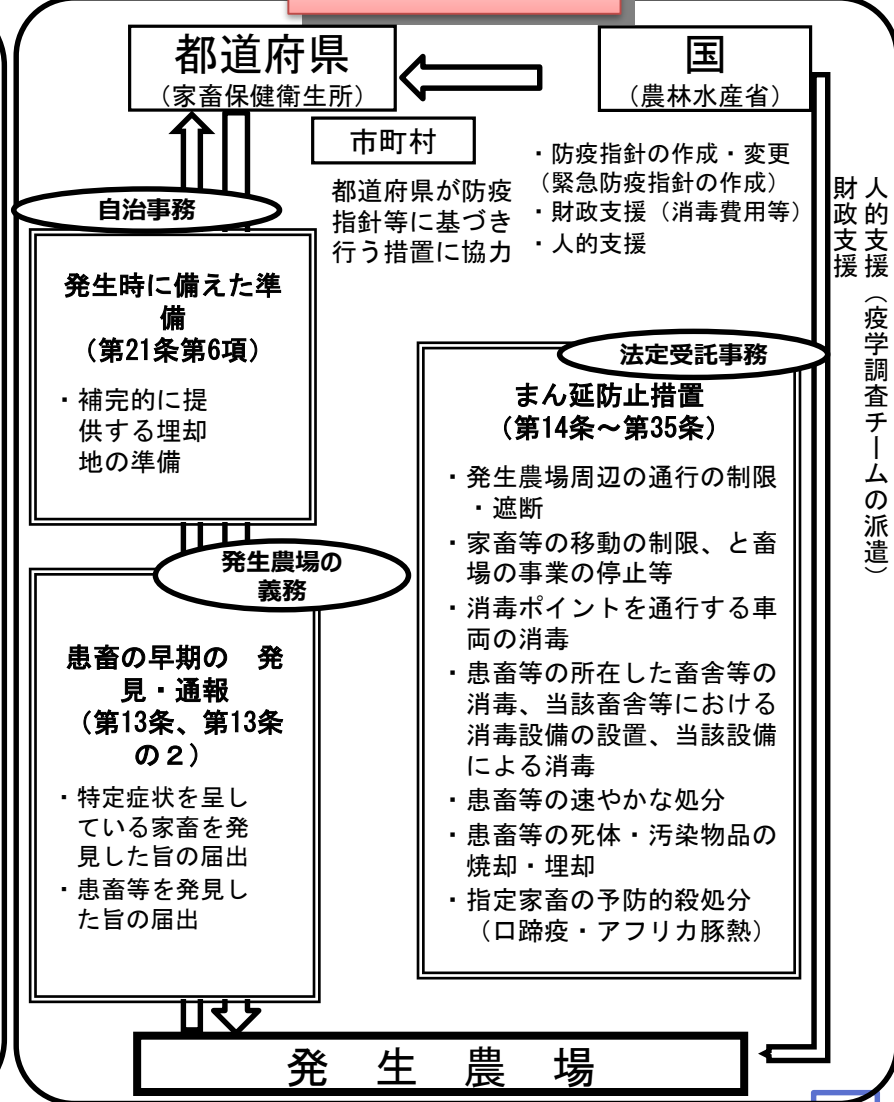 都道府県
（家畜保健衛生所）
国
（農林水産省）
市町村
都道府県が防疫
指針等に基づき
行う措置に協力
・防疫指針の作成・変更
（緊急防疫指針の作成）
・財政支援（消毒費用等）
・人的支援
人的支援（疫学調査チームの派遣）
財政支援
自治事務
発生時に備えた準
備
（第21条第6項）
・補完的に提
供する埋却
地の準備
発生農場の
義務
患畜の早期の　発
見・通報
（第13条、第13条
の２）
・特定症状を呈し
ている家畜を発
見した旨の届出
・患畜等を発見し
た旨の届出
法定受託事務
まん延防止措置
（第14条～第35条）
・発生農場周辺の通行の制限
・遮断
・家畜等の移動の制限、と畜
場の事業の停止等
・消毒ポイントを通行する車
両の消毒
・患畜等の所在した畜舎等の
消毒、当該畜舎等における
消毒設備の設置、当該設備
による消毒
・患畜等の速やかな処分
・患畜等の死体・汚染物品の
焼却・埋却
・指定家畜の予防的殺処分
（口蹄疫・アフリカ豚熱）
発　生　農　場